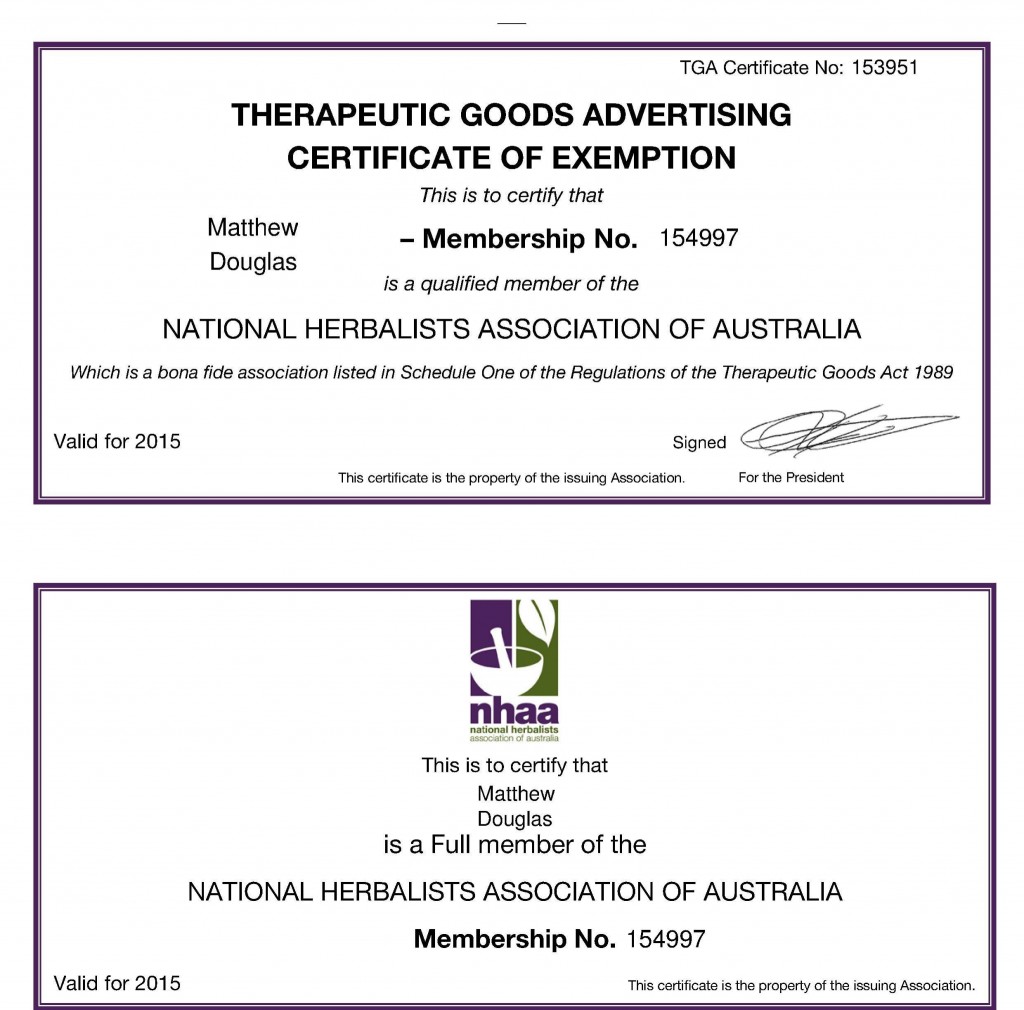 TGA Certificate No: 153951
THERAPEUTIC GOODS ADVERTISING
CERTIFICATE OF EXEMPTION
This is to certify that
Matthew
Douglas
– Membership No. 154997
is a qualified member of the
NATIONAL HERBALISTS ASSOCIATION OF AUSTRALIA
Which is a bona fide association listed in Schedule One of the Regulations of the Therapeutic Goods Act 1989
Valid for 2015
Signed
This certificate is the property of the issuing Association.
For the President
nhaa
national herbalists
association of australia
This is to certify that
Matthew
Douglas
is a Full member of the
NATIONAL HERBALISTS ASSOCIATION OF AUSTRALIA
Membership No. 154997
Valid for 2015
This certificate is the property of the issuing Association.